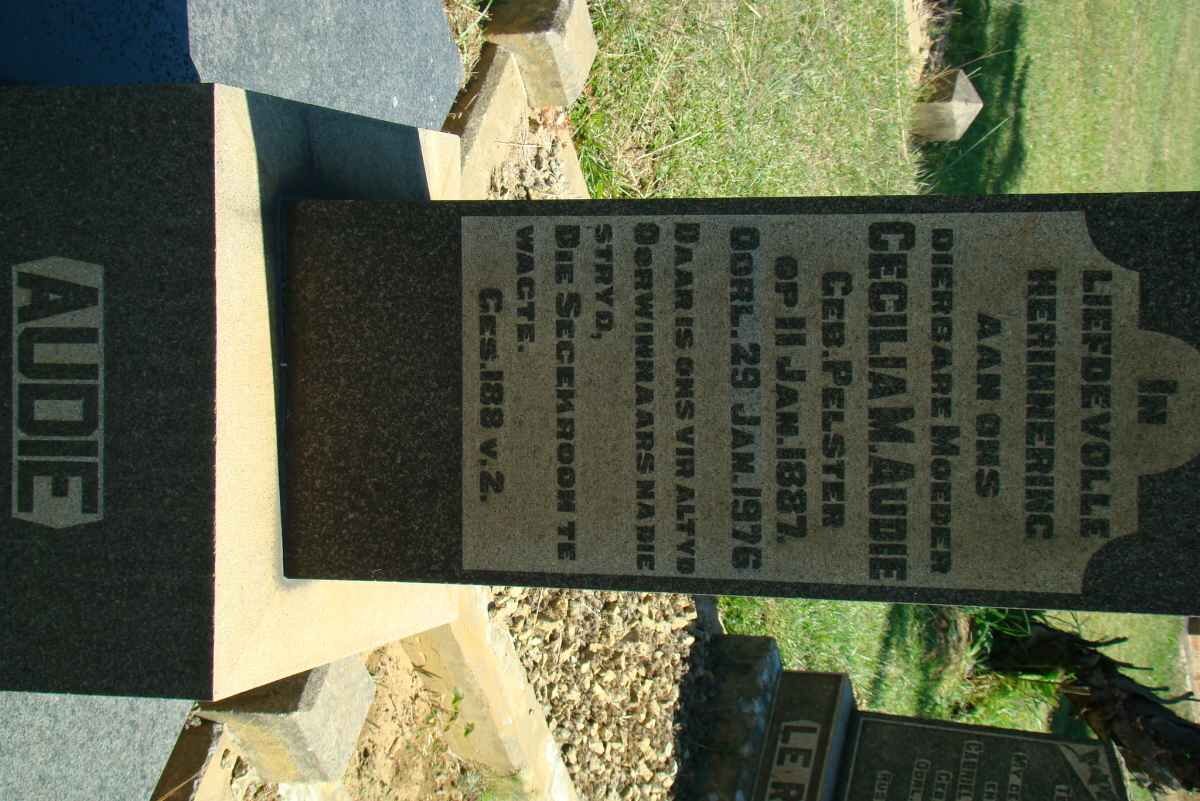 IN
LIEFDEVOLLE
HERINNERING
AAN ONS
DIERBARE MOEDER
CECILIA M. AUDIE
GEB. PELSTER
OP 11 JAN. 1887.
OORL. 29 JAN. 1976
DAAR IS ONS VIR ALTYD
OORWINNAARS NA DIE
STRYD,
DIE SEGEKROON TE
WAGTE.
GES. 188 V. 2.
AUDIE